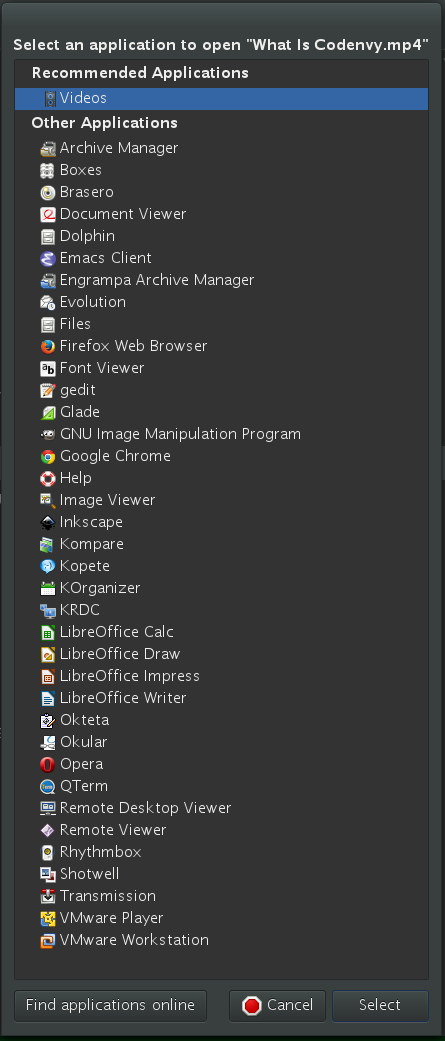 Select an application to open "What Is Codenvy.mp4"
Recommended Applications
Videos
Other Applications
Archive Manager
Boxes
Brasero
Document Viewer
Dolphin
Emacs Client
Engrampa Archive Manager
Evolution
Files
Firefox Web Browser
Font Viewer
gedit
Glade
GNU Image Manipulation Program
Google Chrome
Help
Image Viewer
Inkscape
Kompare
Kopete
KOrganizer
KRDC
LibreOffice Calc
LibreOffice Draw
LibreOffice Impress
LibreOffice Writer
Okteta
Okular
Opera
QTerm
Remote Desktop Viewer
Remote Viewer
Rhythmbox
Shotwell
Transmission
VMware Player
VMware Workstation
Find applications online Cancel Select